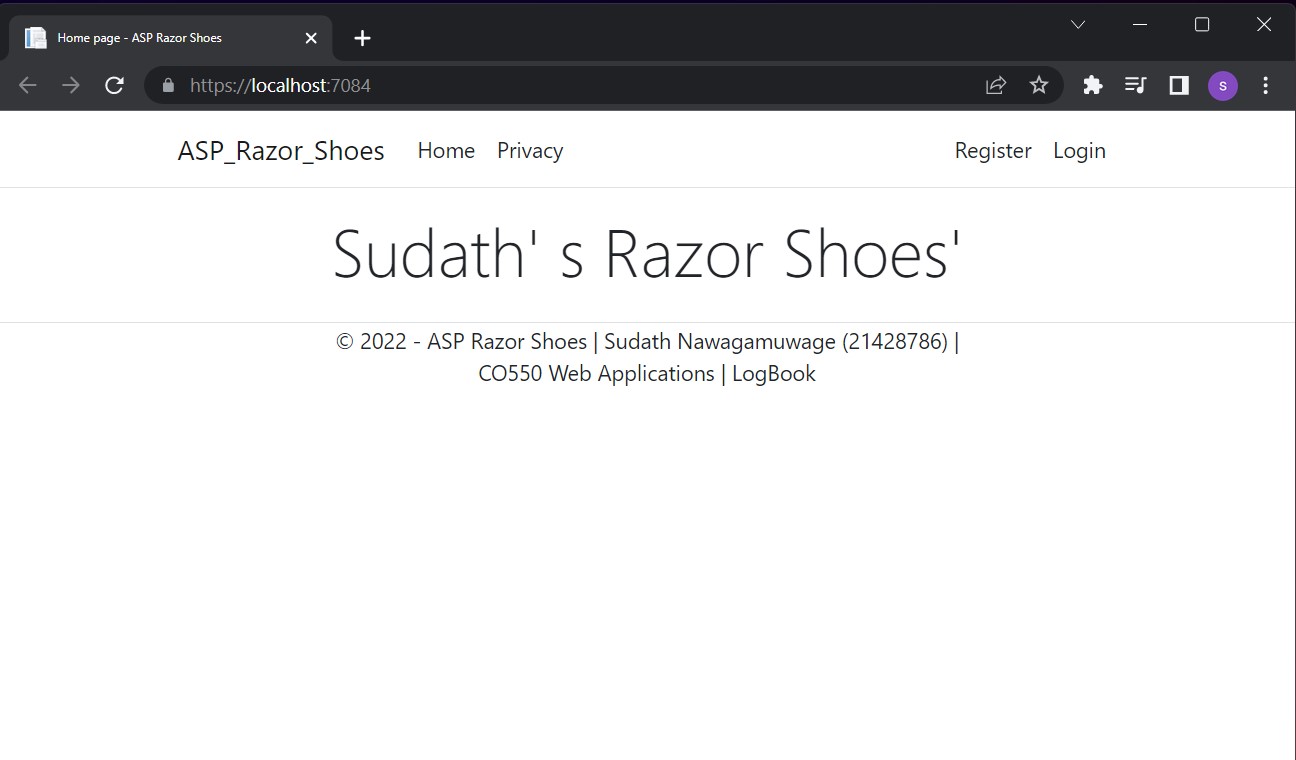 Home page - ASP Razor Shoes
https://localhost:7084
s
ASP_Razor_Shoes Home Privacy Register Login
Sudath' s Razor Shoes'
© 2022 - ASP Razor Shoes | Sudath Nawagamuwage (21428786) |
CO550 Web Applications | LogBook